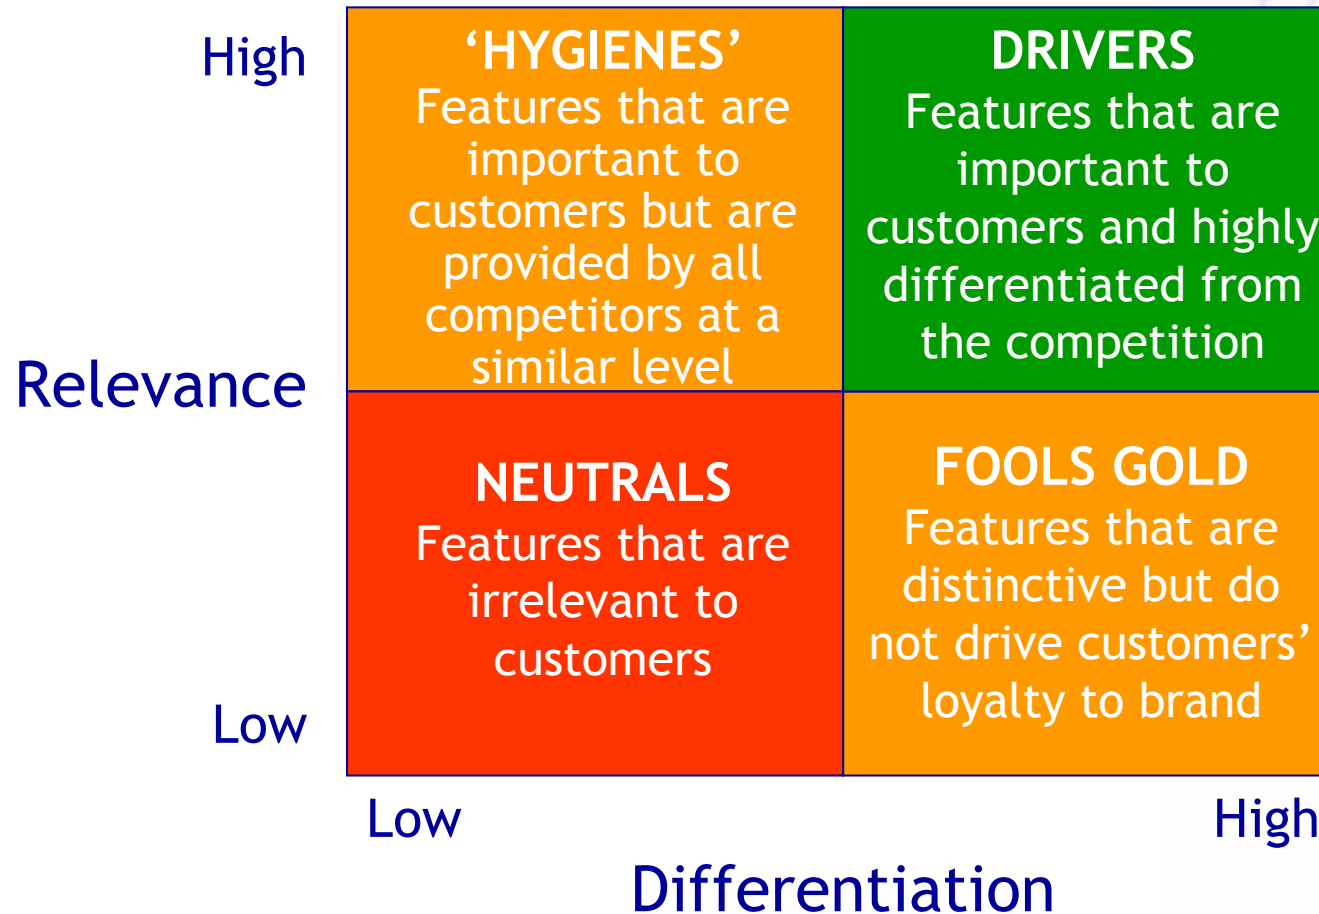 High
‘HYGIENES’
Features that are
important to
customers but are
provided by all
competitors at a
similar level
DRIVERS
Features that are
important to
customers and highly
differentiated from
the competition
Relevance
NEUTRALS
Features that are
irrelevant to
customers
FOOLS GOLD
Features that are
distinctive but do
not drive customers’
loyalty to brand
Low
Low
High
Differentiation